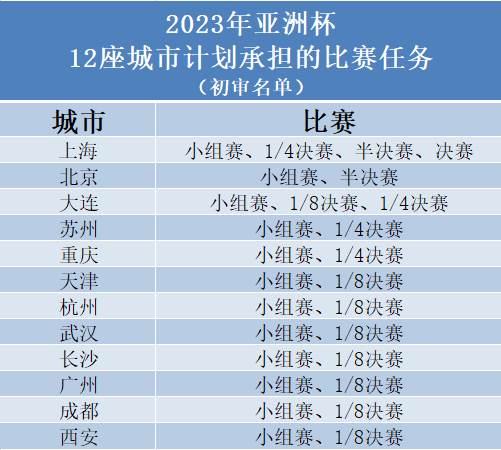 2023年亚洲杯
12座城市计划承担的比赛任务
（初审名单）
城市 比赛
上海 小组赛、1/4决赛、半决赛、决赛
北京 小组赛、半决赛
大连 小组赛、1/8决赛、1/4决赛
苏州 小组赛、1/4决赛
重庆 小组赛、1/4决赛
天津 小组赛、1/8决赛
杭州 小组赛、1/8决赛
武汉 小组赛、1/8决赛
长沙 小组赛、1/8决赛
广州 小组赛、1/8决赛
成都 小组赛、1/8决赛
西安 小组赛、1/8决赛